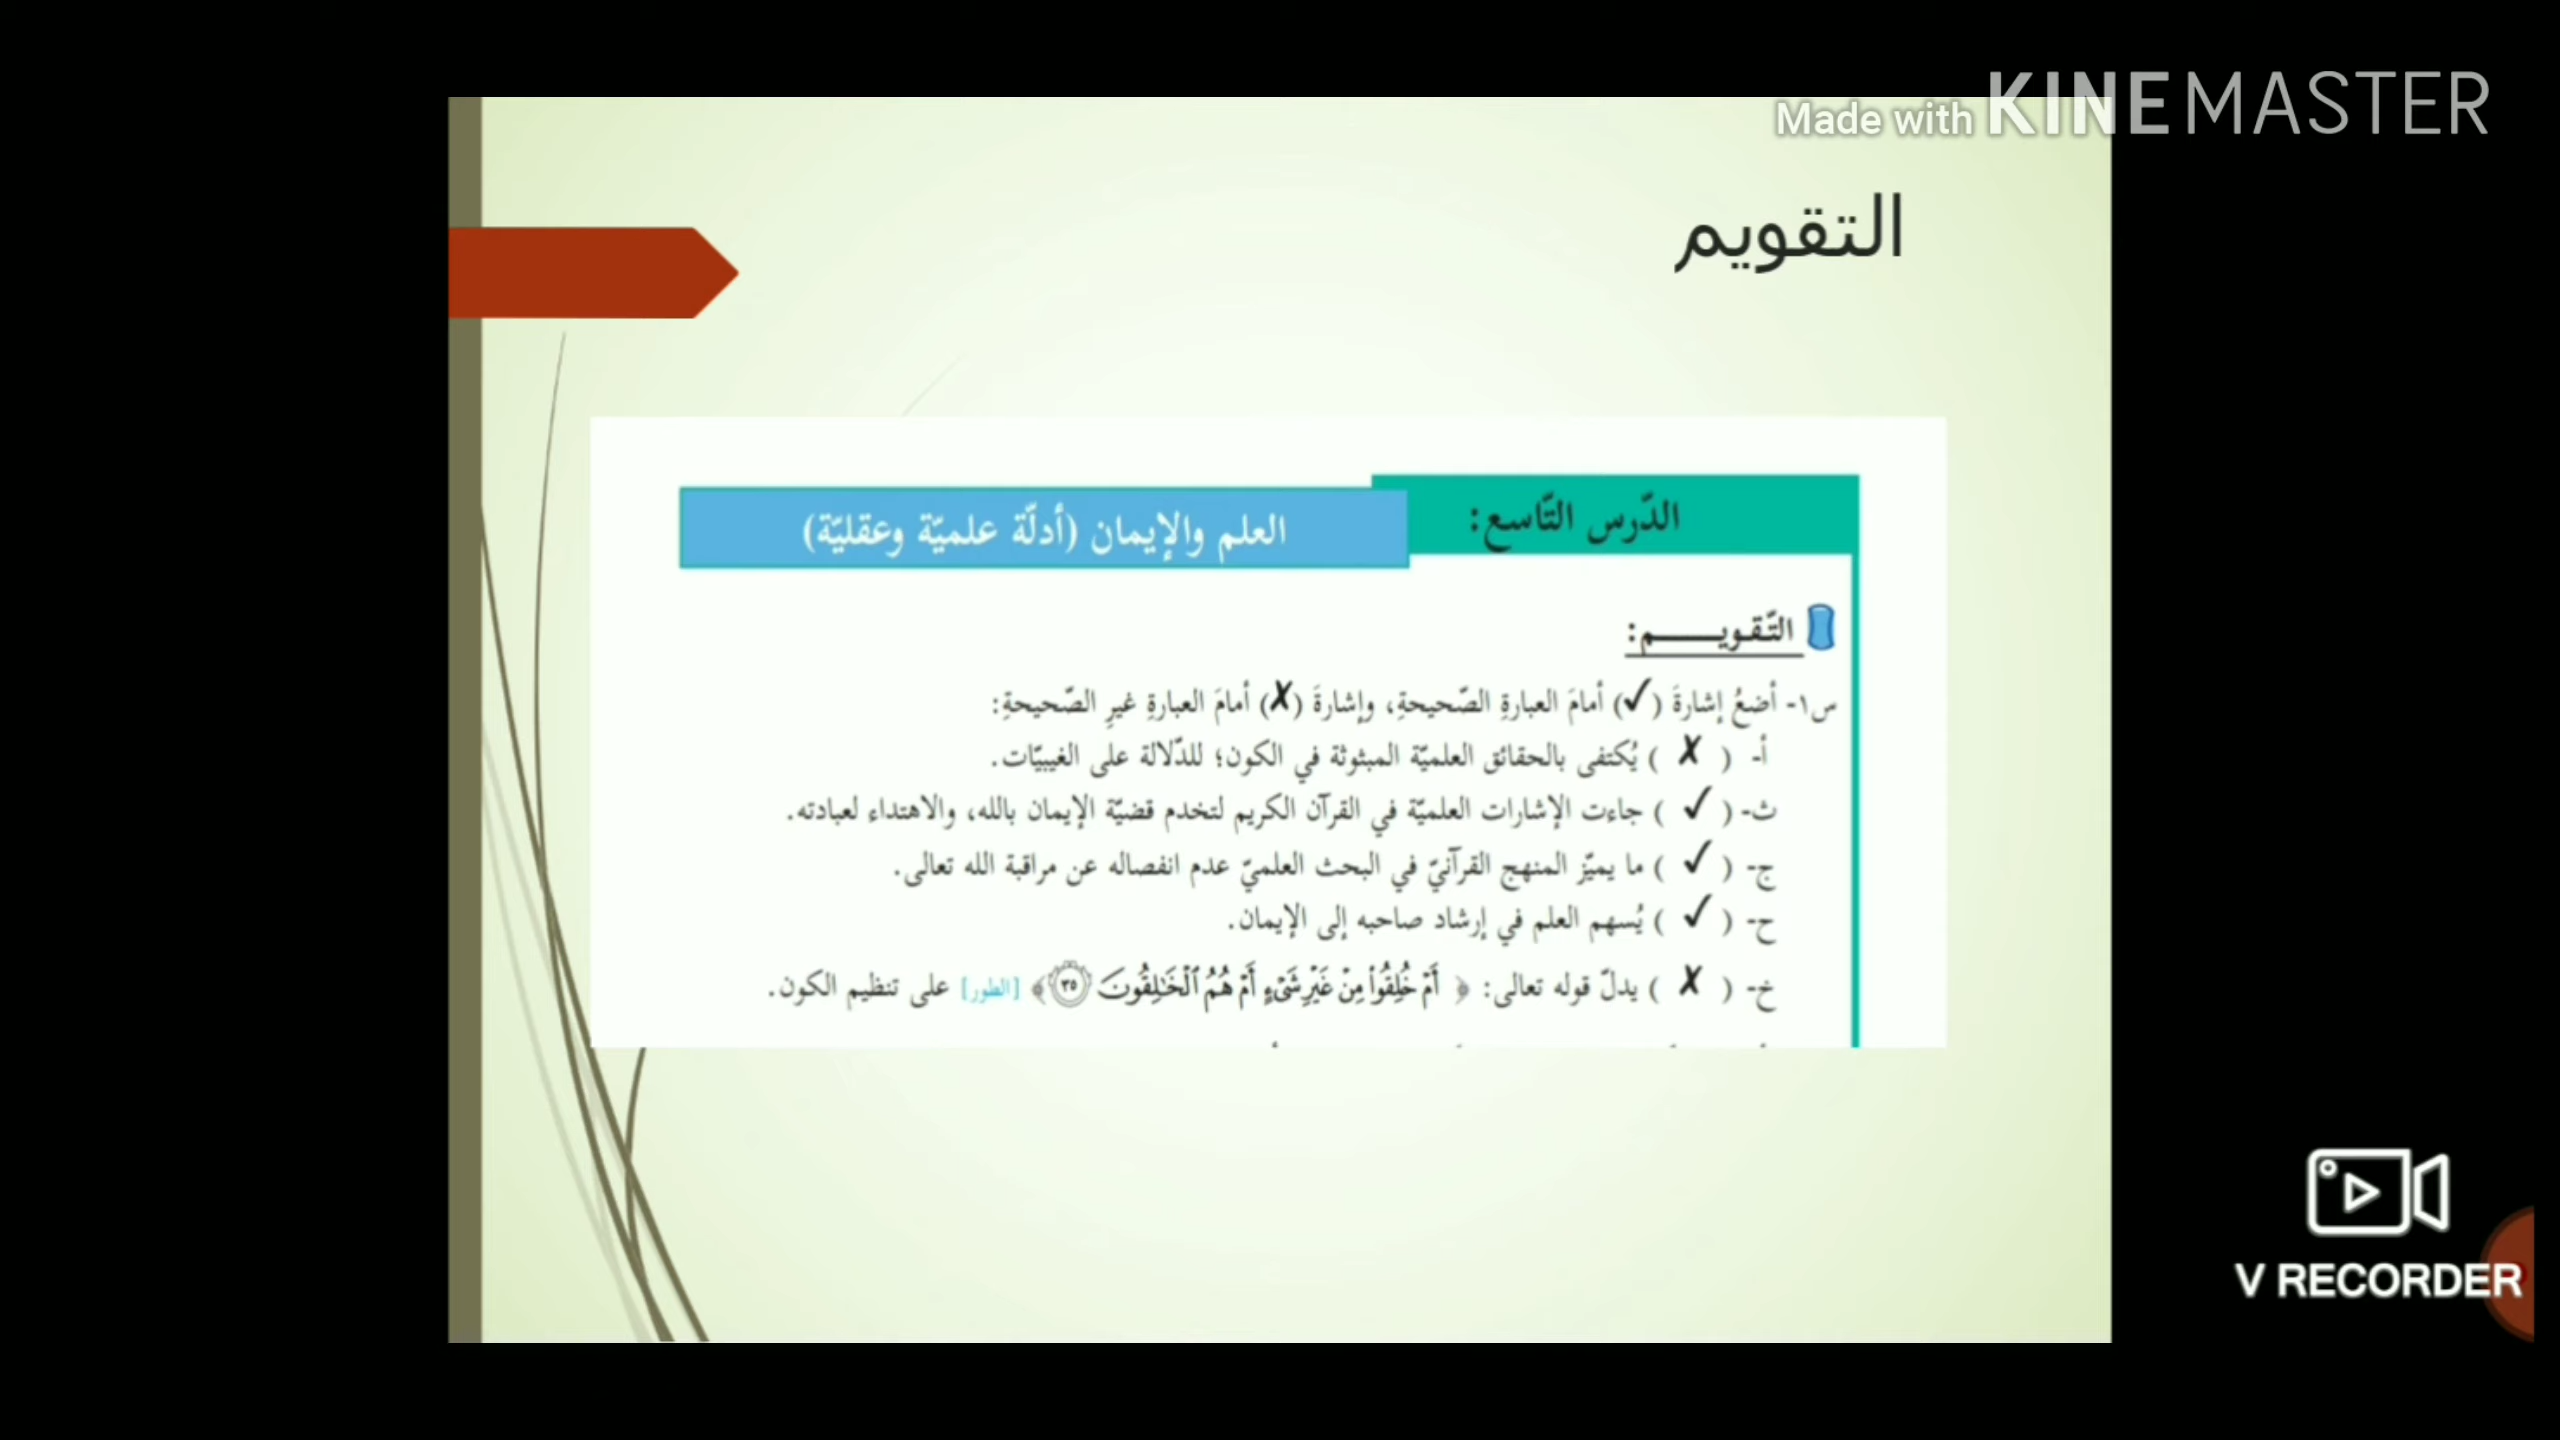 Made with KINEMASTER
التقويم
الدّرس التّاسع:
العلم والإيمان (أدلّة علميّة وعقليّة)
التّقويـــــم:
س١- أضعُ إشارةَ (✓) أمامَ العبارةِ الصّحيحةِ، وإشارةَ (✗) أمامَ العبارةِ غيرِ الصّحيحةِ:
أ- ( ✗ ) يُكتفى بالحقائق العلميّة المبثوثة في الكون؛ للدّلالة على الغيبيّات.
ث- ( ✓ ) جاءت الإشارات العلميّة في القرآن الكريم لتخدم قضيّة الإيمان بالله، والاهتداء لعبادته.
ج- ( ✓ ) ما يميّز المنهج القرآنيّ في البحث العلميّ عدم انفصاله عن مراقبة الله تعالى.
ح- ( ✓ ) يُسهم العلم في إرشاد صاحبه إلى الإيمان.
خ- ( ✗ ) يدلّ قوله تعالى: ﴿ أَمْ خُلِقُوا۟ مِنْ غَيْرِ شَىْءٍ أَمْ هُمُ ٱلْخَـٰلِقُونَ ٣٥ ﴾ [الطور] على تنظيم الكون.
V RECORDER